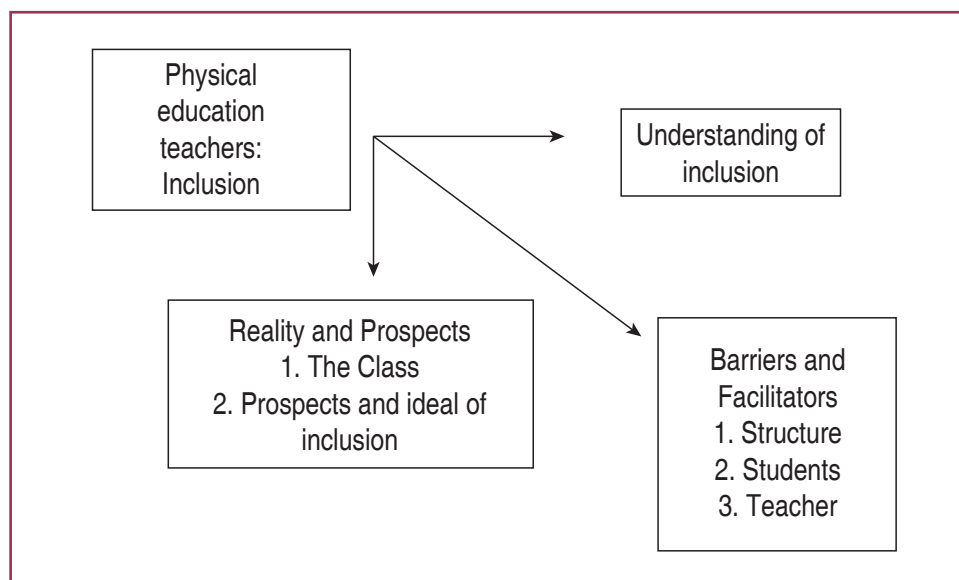 Physical
education
teachers:
Inclusion
Understanding of
inclusion
Reality and Prospects
1. The Class
2. Prospects and ideal of
inclusion
Barriers and
Facilitators
1. Structure
2. Students
3. Teacher